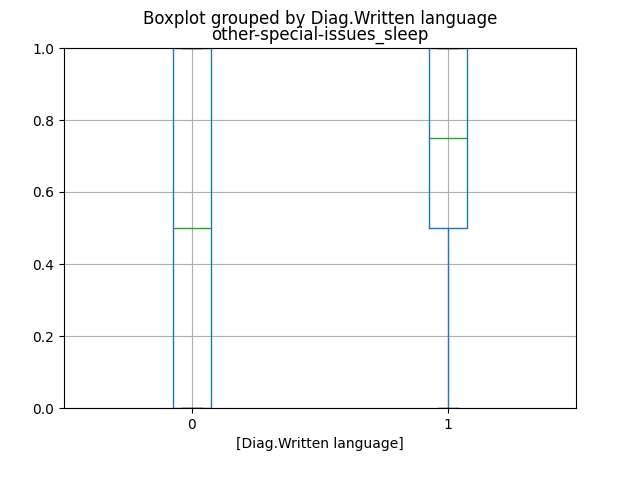 Boxplot grouped by Diag.Written language
other-special-issues_sleep
1.0
0.8
0.6
0.4
0.2
0.0
0 1
[Diag.Written language]